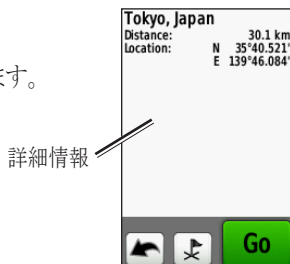 ます。
詳細情報
Tokyo, Japan
Distance: 30.1 km
Location: N 35°40.521'
E 139°46.084'
Go